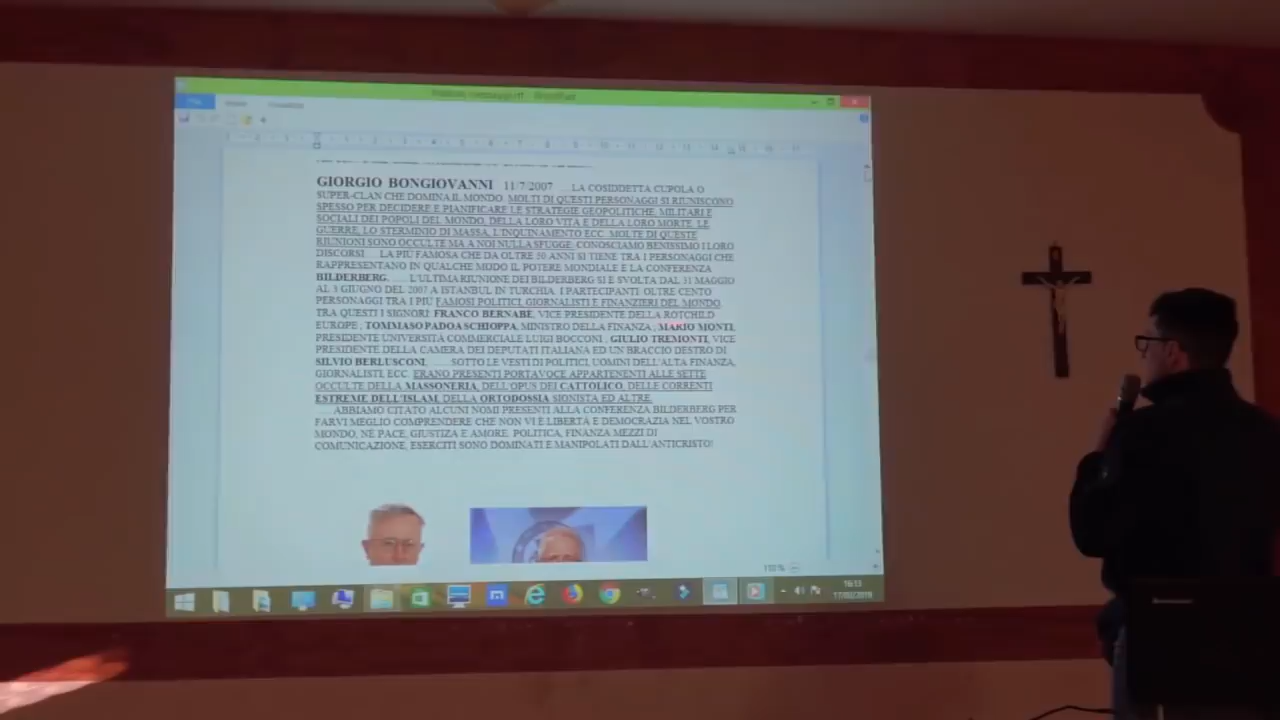 GIORGIO BONGIOVANNI 11/7/2007 ....LA COSIDDETTA CUPOLA O
SUPER-CLAN CHE DOMINA IL MONDO. MOLTI DI QUESTI PERSONAGGI SI RIUNISCONO
SPESSO PER DECIDERE E PIANIFICARE LE STRATEGIE GEOPOLITICHE, MILITARI E
SOCIALI DEI POPOLI DEL MONDO, DELLA LORO VITA E DELLA LORO MORTE, LE
GUERRE, LO STERMINIO DI MASSA, L'INQUINAMENTO ECC. MOLTE DI QUESTE
RIUNIONI SONO OCCULTE MA A NOI NULLA SFUGGE. CONOSCIAMO BENISSIMO I LORO
DISCORSI.... LA PIÙ FAMOSA CHE DA OLTRE 50 ANNI SI TIENE TRA I PERSONAGGI CHE
RAPPRESENTANO IN QUALCHE MODO IL POTERE MONDIALE E LA CONFERENZA
BILDERBERG. .... L'ULTIMA RIUNIONE DEI BILDERBERG SI È SVOLTA DAL 31 MAGGIO
AL 3 GIUGNO DEL 2007 A ISTANBUL IN TURCHIA. I PARTECIPANTI: OLTRE CENTO
PERSONAGGI TRA I PIÙ FAMOSI POLITICI, GIORNALISTI E FINANZIERI DEL MONDO.
TRA QUESTI I SIGNORI: FRANCO BERNABE, VICE PRESIDENTE DELLA ROTCHILD
EUROPE ; TOMMASO PADOA SCHIOPPA, MINISTRO DELLA FINANZA ; MARIO MONTI,
PRESIDENTE UNIVERSITÀ COMMERCIALE LUIGI BOCCONI ; GIULIO TREMONTI, VICE
PRESIDENTE DELLA CAMERA DEI DEPUTATI ITALIANA ED UN BRACCIO DESTRO DI
SILVIO BERLUSCONI. .... SOTTO LE VESTI DI POLITICI, UOMINI DELL'ALTA FINANZA,
GIORNALISTI, ECC. ERANO PRESENTI PORTAVOCE APPARTENENTI ALLE SETTE
OCCULTE DELLA MASSONERIA, DELL'OPUS DEI CATTOLICO, DELLE CORRENTI
ESTREME DELL'ISLAM, DELLA ORTODOSSIA SIONISTA ED ALTRE.
.... ABBIAMO CITATO ALCUNI NOMI PRESENTI ALLA CONFERENZA BILDERBERG PER
FARVI MEGLIO COMPRENDERE CHE NON VI È LIBERTÀ E DEMOCRAZIA NEL VOSTRO
MONDO, NÉ PACE, GIUSTIZIA E AMORE. POLITICA, FINANZA MEZZI DI
COMUNICAZIONE, ESERCITI SONO DOMINATI E MANIPOLATI DALL'ANTICRISTO!
16:13